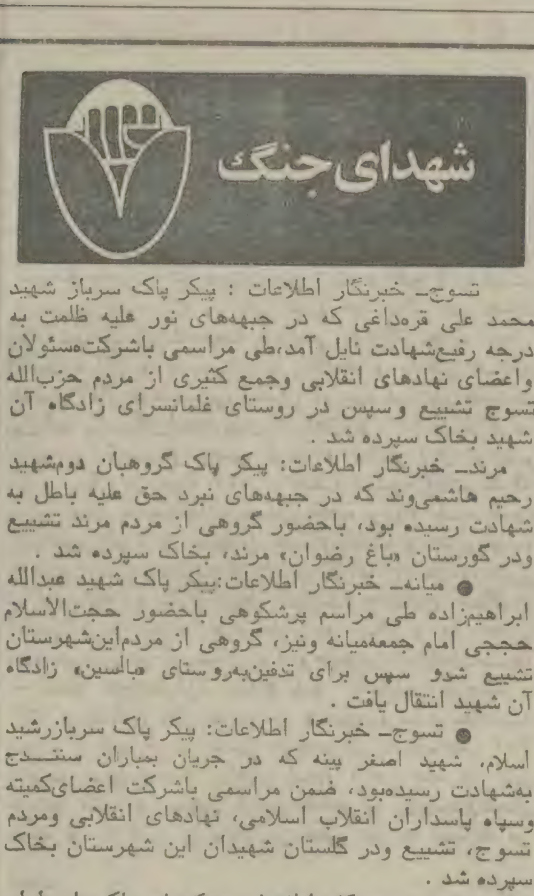 شهدای جنگ
تسوج_ خبرنگار اطلاعات : پیکر پاک سرباز شهید
محمد علی قره‌داغی که در جبهه‌های نور علیه ظلمت به
درجه رفیع‌شهادت نایل آمد،طی مراسمی باشرکت‌مسئولان
واعضای نهادهای انقلابی وجمع کثیری از مردم حزب‌الله
تسوج تشییع وسپس در روستای غلمانسرای زادگاه آن
شهید بخاک سپرده شد .
مرند_ خبرنگار اطلاعات: پیکر پاک گروهبان دوم‌شهید
رحیم هاشمی‌وند که در جبهه‌های نبرد حق علیه باطل به
شهادت رسیده بود، باحضور گروهی از مردم مرند تشییع
ودر گورستان «باغ رضوان» مرند، بخاک سپرده شد .
● میانه_ خبرنگار اطلاعات:پیکر پاک شهید عبدالله
ابراهیم‌زاده طی مراسم پرشکوهی باحضور حجت‌الاسلام
حججی امام جمعه‌میانه ونیز، گروهی از مردم‌این‌شهرستان
تشییع شدو سپس برای تدفین‌به‌روستای «بالسین» زادگاه
آن شهید انتقال یافت .
● تسوج_ خبرنگار اطلاعات: پیکر پاک سربازرشید
اسلام، شهید اصغر بینه که در جریان بمباران سنندج
به‌شهادت رسیده‌بود، ضمن مراسمی باشرکت اعضای‌کمیته
وسپاه پاسداران انقلاب اسلامی، نهادهای انقلابی ومردم
تسوج، تشییع ودر گلستان شهیدان این شهرستان بخاک
سپرده شد .